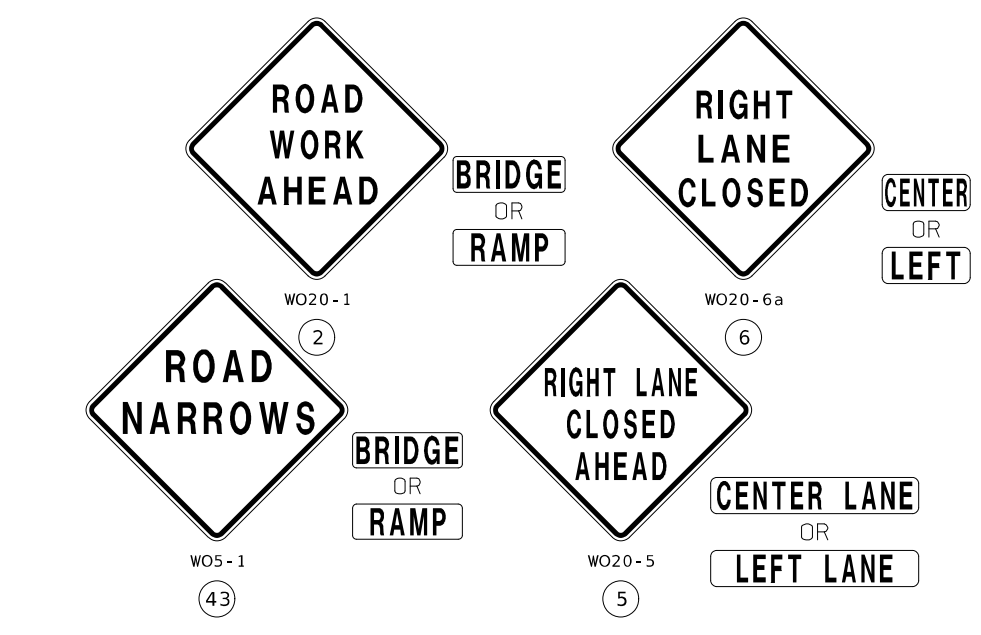 ROAD
WORK
AHEAD
BRIDGE
OR
RAMP
WO20-1
2
RIGHT
LANE
CLOSED
CENTER
OR
LEFT
WO20-6a
6
ROAD
NARROWS
BRIDGE
OR
RAMP
WO5-1
43
RIGHT LANE
CLOSED
AHEAD
CENTER LANE
OR
LEFT LANE
WO20-5
5